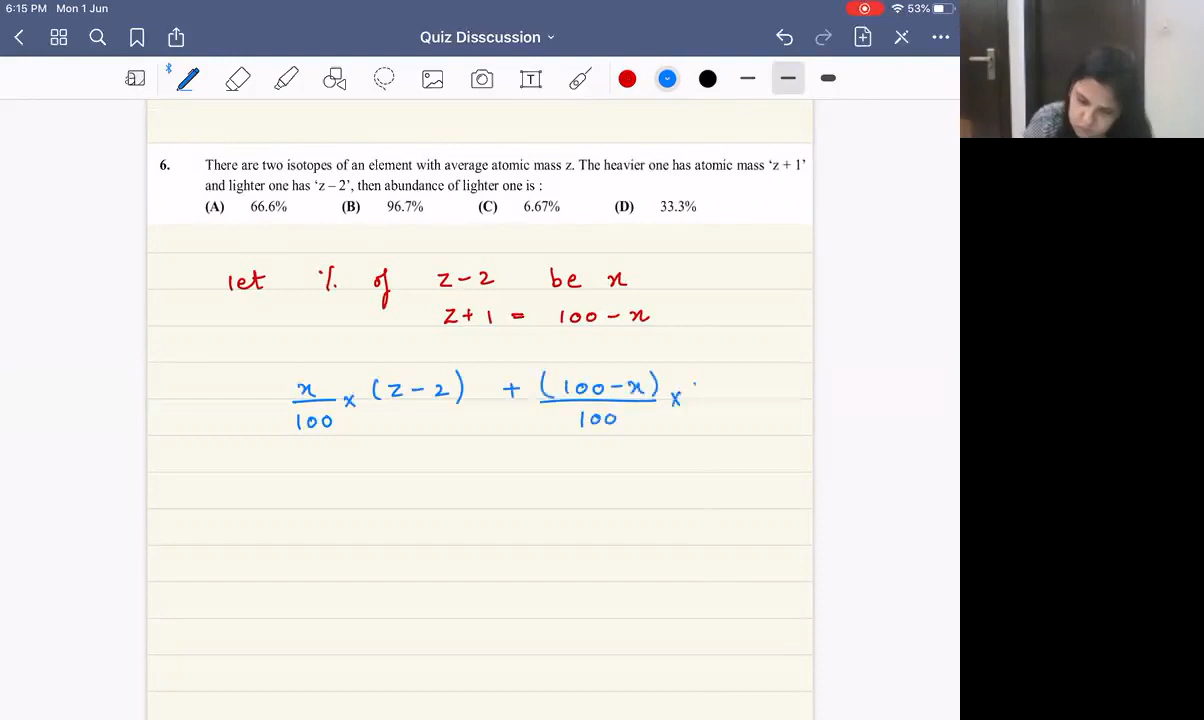 6:15 PM Mon 1 Jun
53%
Quiz Disscussion
T
6. There are two isotopes of an element with average atomic mass z. The heavier one has atomic mass ‘z + 1’
and lighter one has ‘z – 2’, then abundance of lighter one is :
(A) 66.6% (B) 96.7% (C) 6.67% (D) 33.3%
let % of z - 2 be x
z + 1 = 100 - x
x/100 × (z - 2) + (100 - x)/100 ×